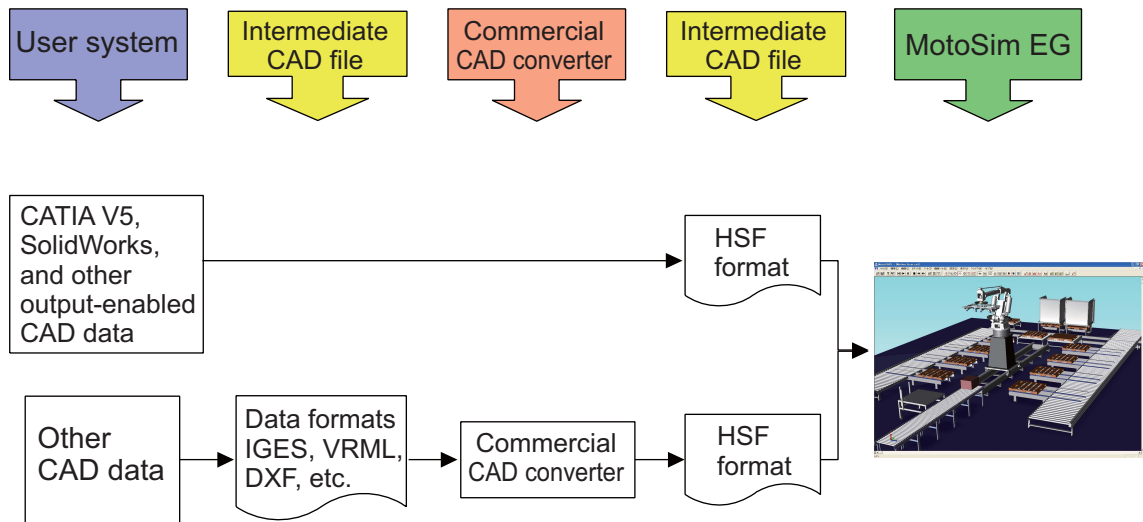 User system
Intermediate
CAD file
Commercial
CAD converter
Intermediate
CAD file
MotoSim EG
CATIA V5,
SolidWorks,
and other
output-enabled
CAD data
HSF
format
Other
CAD data
Data formats
IGES, VRML,
DXF, etc.
Commercial
CAD converter
HSF
format